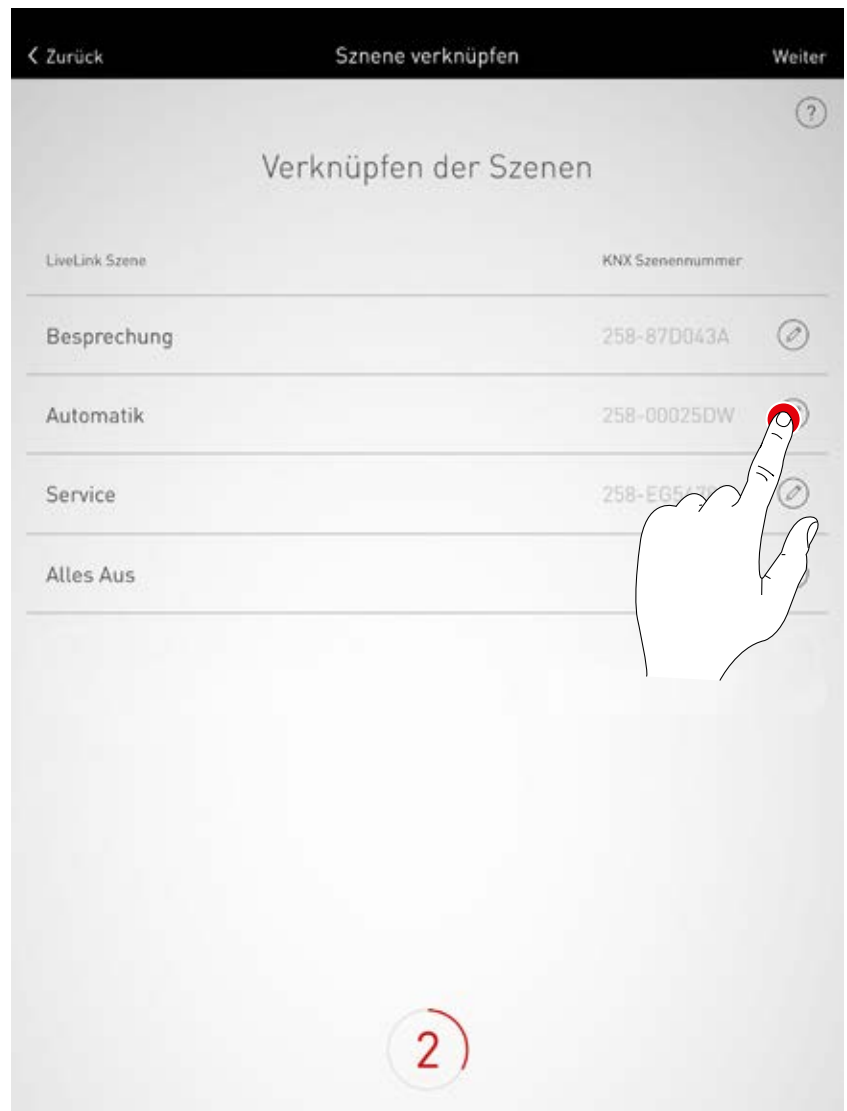 Zurück Sznene verknüpfen Weiter
?
Verknüpfen der Szenen
LiveLink Szene KNX Szenennummer
Besprechung 258-87D043A
Automatik 258-00025DW
Service
Alles Aus
2